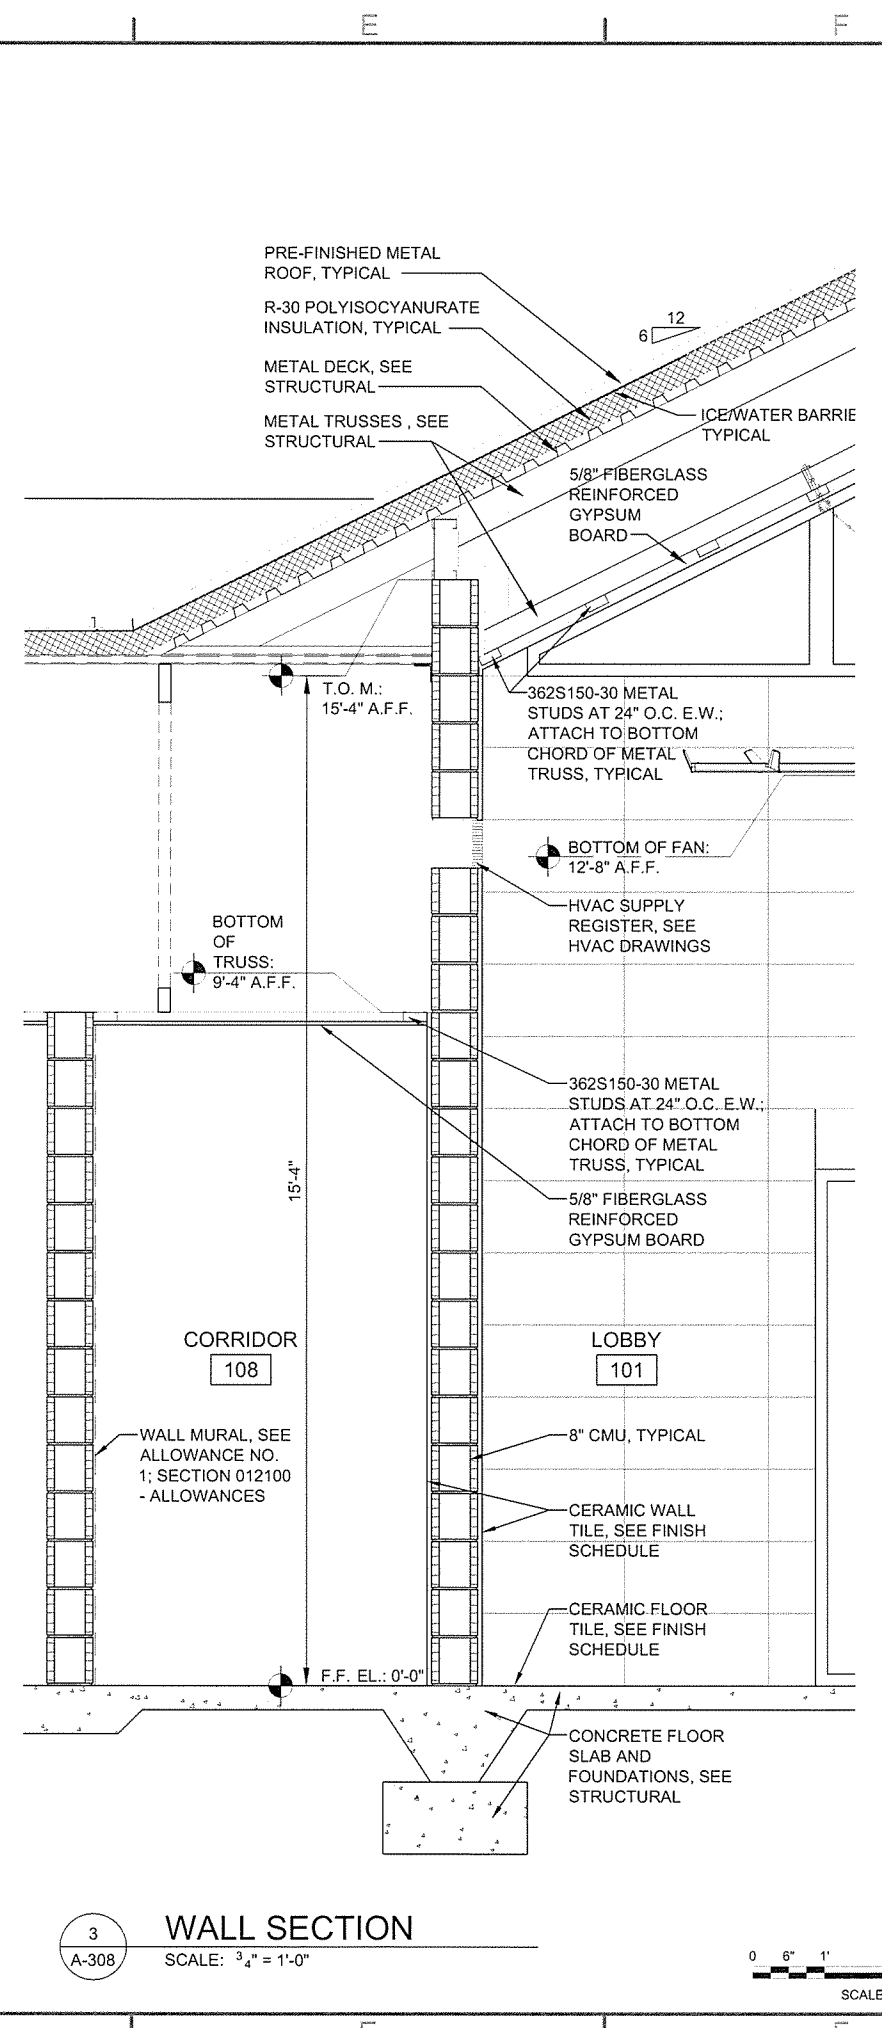 E
F
PRE-FINISHED METAL
ROOF, TYPICAL
R-30 POLYISOCYANURATE
INSULATION, TYPICAL
METAL DECK, SEE
STRUCTURAL
METAL TRUSSES , SEE
STRUCTURAL
12
6
ICE/WATER BARRIE
TYPICAL
5/8" FIBERGLASS
REINFORCED
GYPSUM
BOARD
T.O. M.:
15'-4" A.F.F.
362S150-30 METAL
STUDS AT 24" O.C. E.W.;
ATTACH TO BOTTOM
CHORD OF METAL
TRUSS, TYPICAL
BOTTOM OF FAN:
12'-8" A.F.F.
HVAC SUPPLY
REGISTER, SEE
HVAC DRAWINGS
BOTTOM
OF
TRUSS:
9'-4" A.F.F.
362S150-30 METAL
STUDS AT 24" O.C. E.W.;
ATTACH TO BOTTOM
CHORD OF METAL
TRUSS, TYPICAL
15'-4"
5/8" FIBERGLASS
REINFORCED
GYPSUM BOARD
CORRIDOR
108
LOBBY
101
WALL MURAL, SEE
ALLOWANCE NO.
1; SECTION 012100
- ALLOWANCES
8" CMU, TYPICAL
CERAMIC WALL
TILE, SEE FINISH
SCHEDULE
CERAMIC FLOOR
TILE, SEE FINISH
SCHEDULE
F.F. EL.: 0'-0"
CONCRETE FLOOR
SLAB AND
FOUNDATIONS, SEE
STRUCTURAL
3
A-308
WALL SECTION
SCALE: 3/4" = 1'-0"
0 6" 1'
SCALE